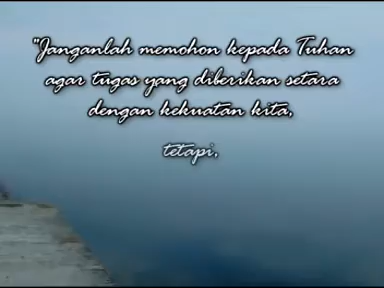 "Janganlah memohon kepada Tuhan
agar tugas yang diberikan setara
dengan kekuatan kita,
tetapi,